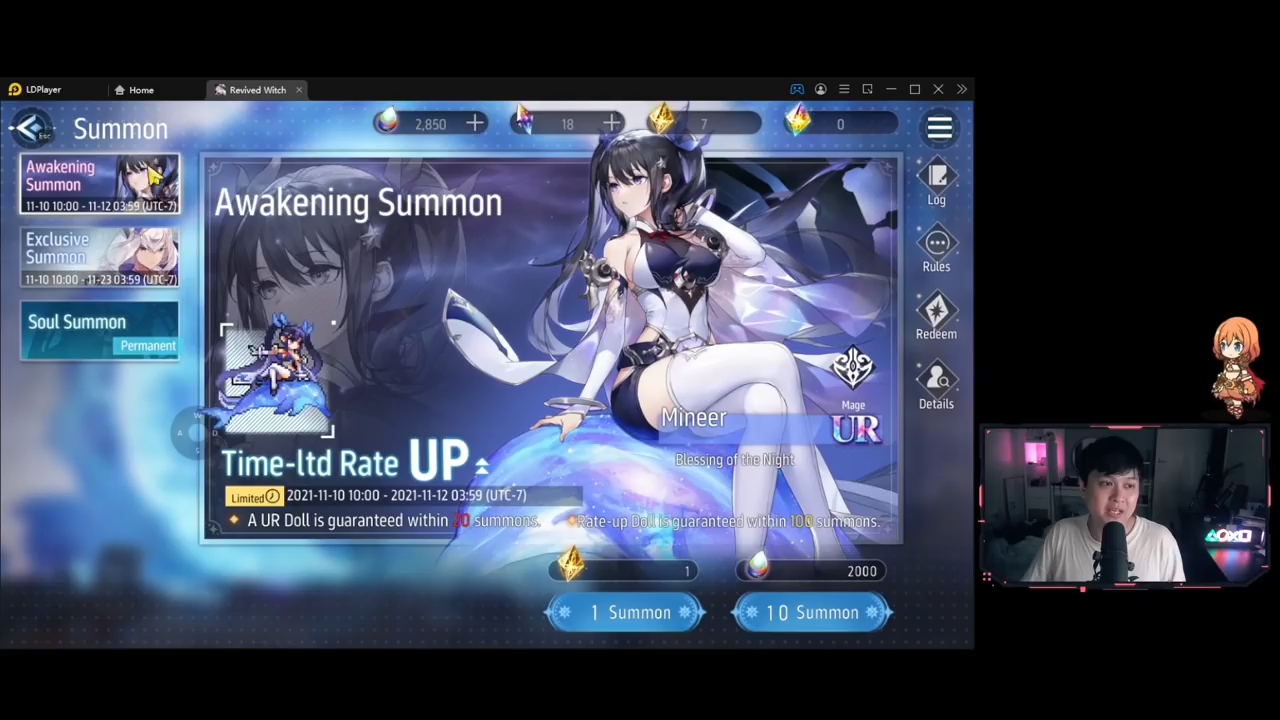 LDPlayer
Home
Revived Witch
Esc
Summon
2,850
18
7
0
Awakening
Summon
11-10 10:00 - 11-12 03:59 (UTC-7)
Exclusive
Summon
11-10 10:00 - 11-23 03:59 (UTC-7)
Soul Summon
Permanent
Awakening Summon
Log
Rules
Redeem
Details
W
A
D
Mineer
Mage
UR
Blessing of the Night
Time-ltd Rate UP
Limited 2021-11-10 10:00 - 2021-11-12 03:59 (UTC-7)
A UR Doll is guaranteed within 20 summons.
Rate-up Doll is guaranteed within 100 summons.
1
2000
1 Summon
10 Summon